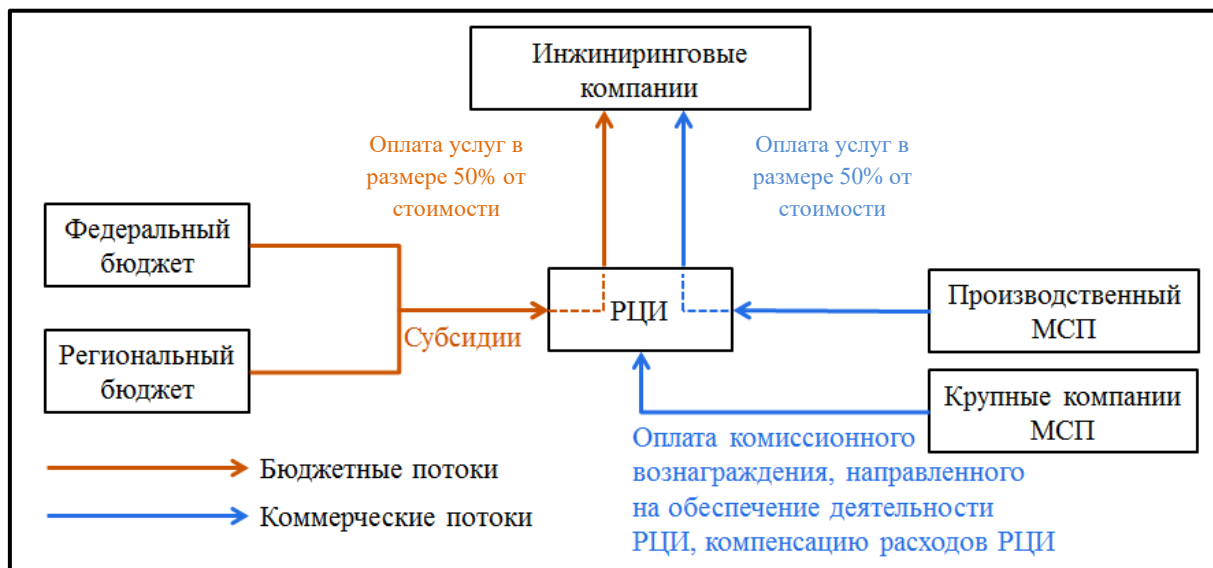 Инжиниринговые
компании
Оплата услуг в
размере 50% от
стоимости
Оплата услуг в
размере 50% от
стоимости
Федеральный
бюджет
Региональный
бюджет
Субсидии
РЦИ
Производственный
МСП
Крупные компании
МСП
Оплата комиссионного
вознаграждения, направленного
на обеспечение деятельности
РЦИ, компенсацию расходов РЦИ
Бюджетные потоки
Коммерческие потоки